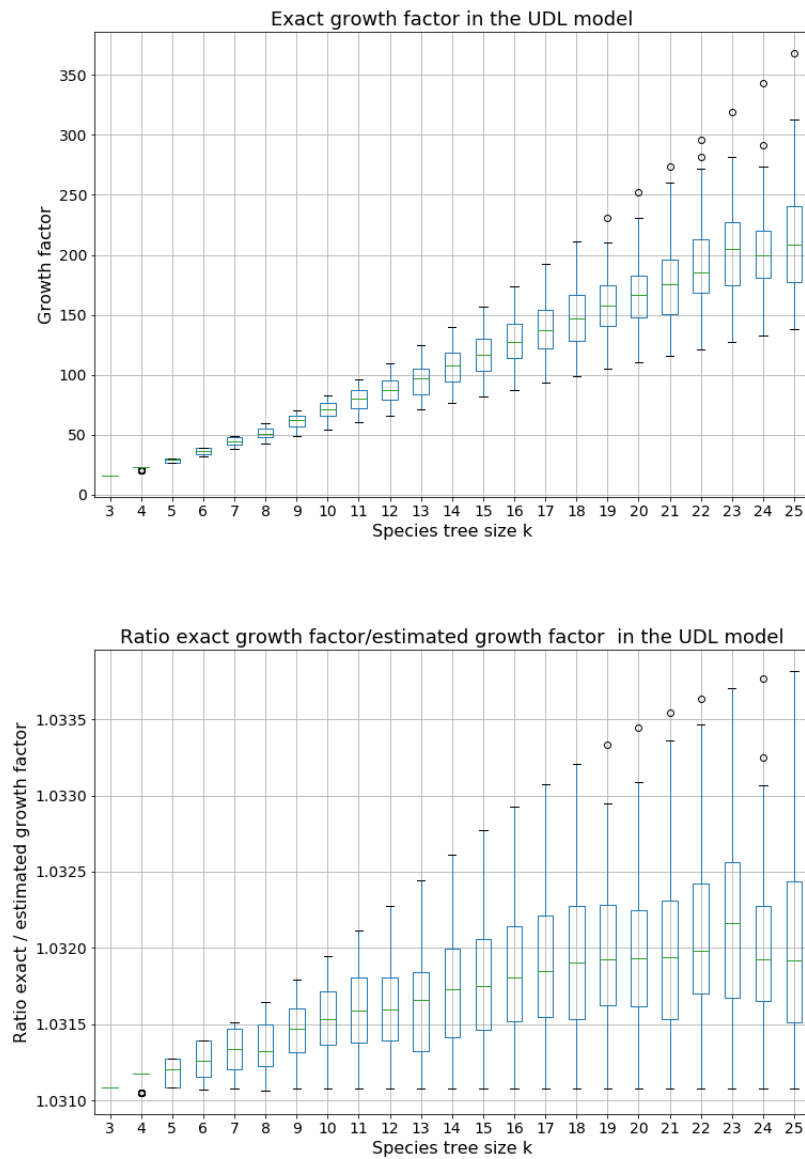 Exact growth factor in the UDL model
Growth factor
350
300
250
200
150
100
50
0
3 4 5 6 7 8 9 10 11 12 13 14 15 16 17 18 19 20 21 22 23 24 25
Species tree size k
Ratio exact growth factor/estimated growth factor  in the UDL model
Ratio exact / estimated growth factor
1.0335
1.0330
1.0325
1.0320
1.0315
1.0310
3 4 5 6 7 8 9 10 11 12 13 14 15 16 17 18 19 20 21 22 23 24 25
Species tree size k